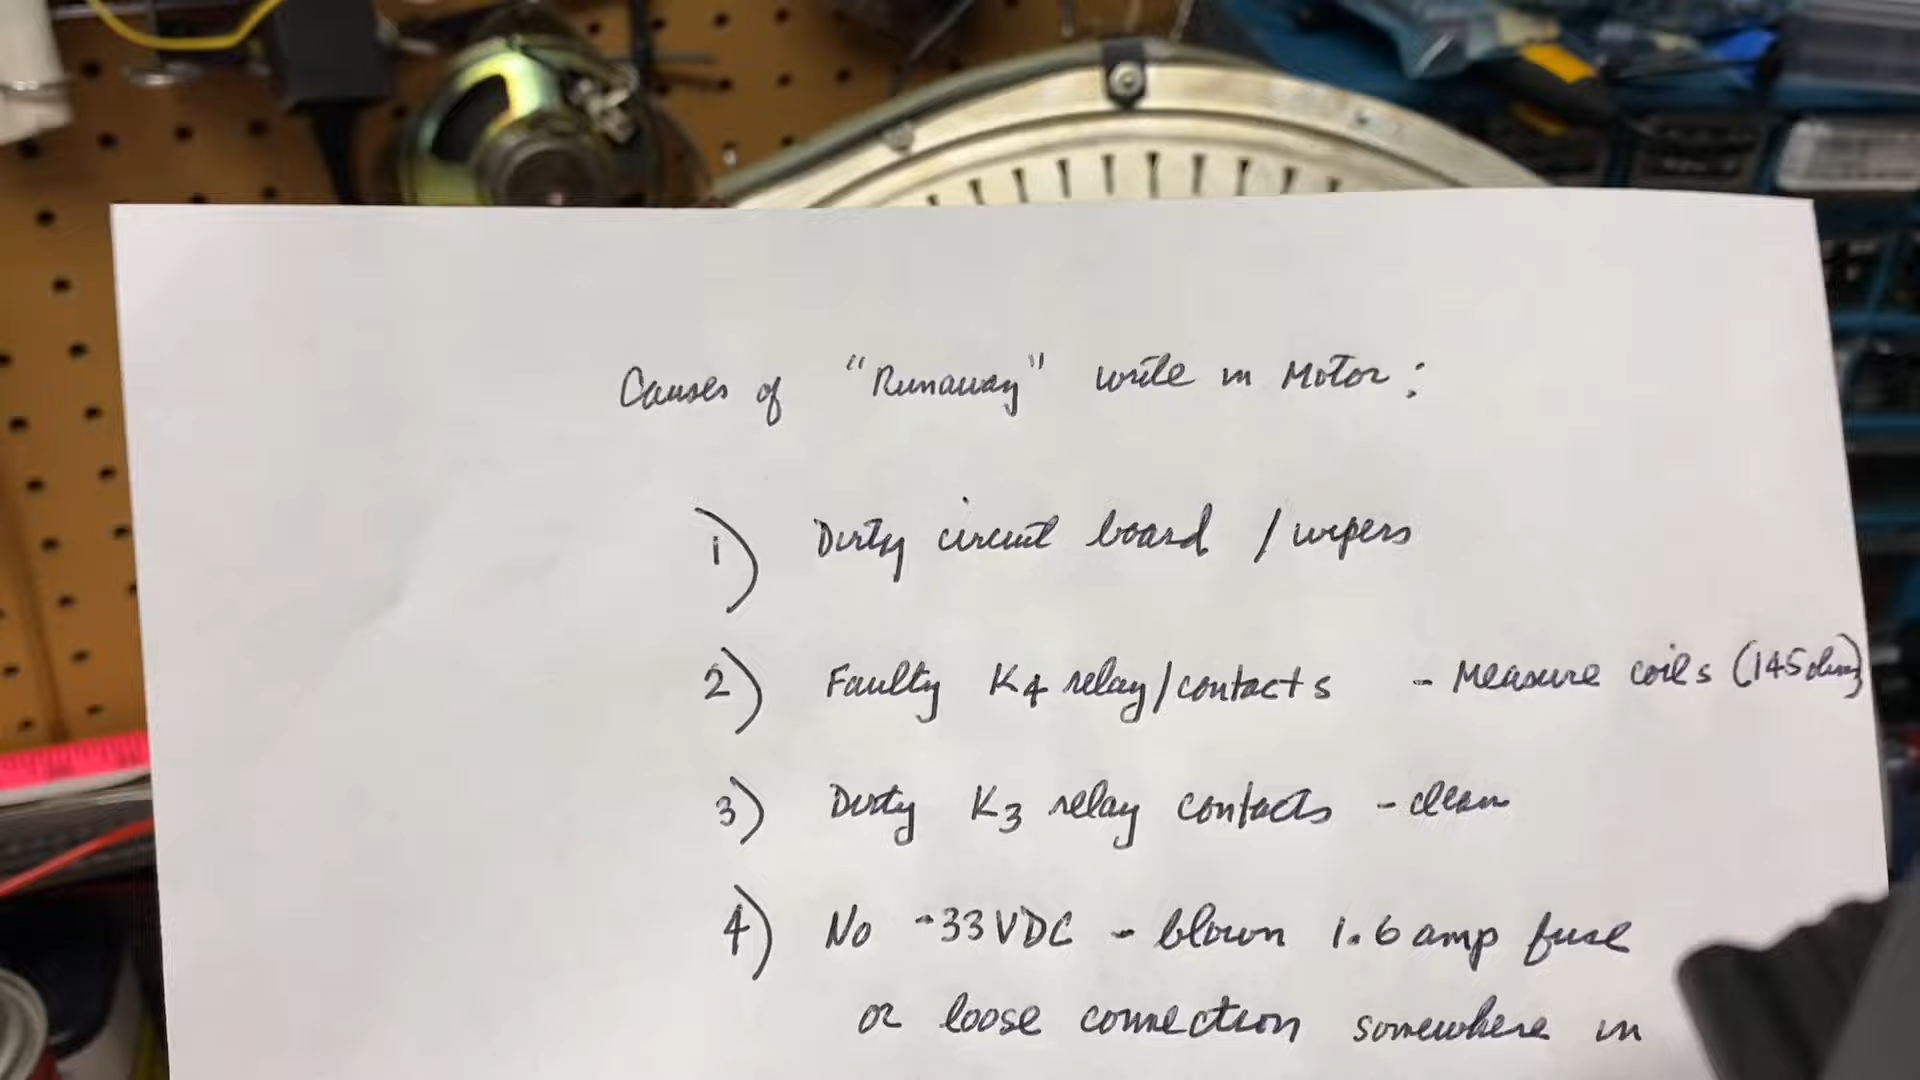 Causes of "Runaway" write in Motor:
1) Dirty circuit board / wipers
2) Faulty K4 relay/contacts - Measure coils (145 ohm)
3) Dirty K3 relay contacts - clean
4) No -33VDC - blown 1.6 amp fuse
or loose connection somewhere in